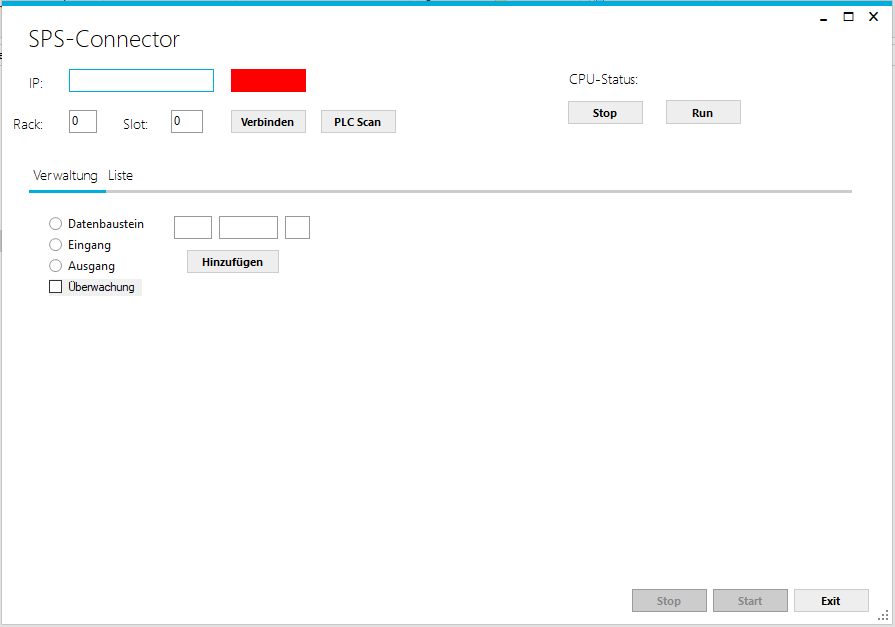 SPS-Connector
IP:
CPU-Status:
Rack: 0 Slot: 0 Verbinden PLC Scan Stop Run
Verwaltung Liste
Datenbaustein
Eingang
Ausgang Hinzufügen
Überwachung
Stop Start Exit